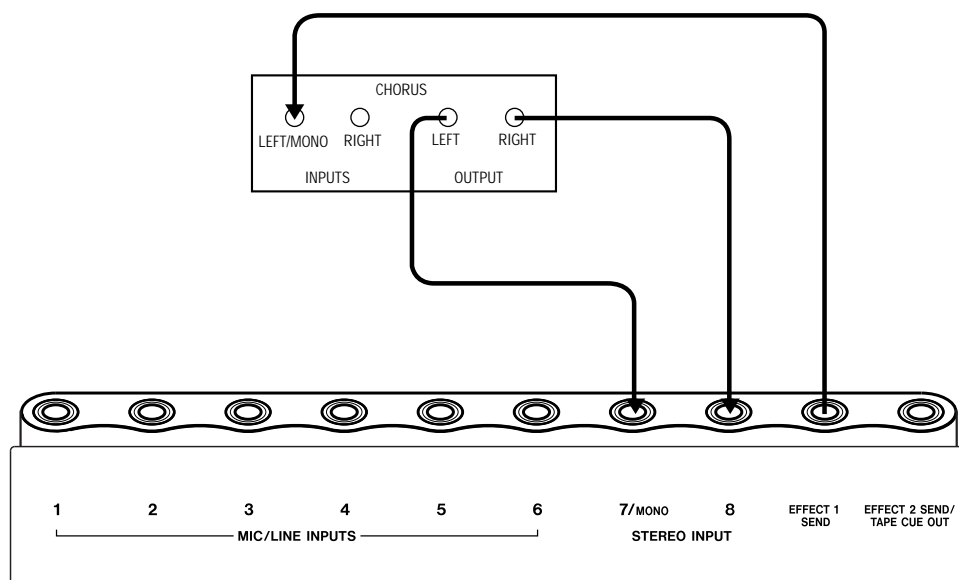 CHORUS
LEFT/MONO RIGHT LEFT RIGHT
INPUTS OUTPUT
1 2 3 4 5 6 7/MONO 8 EFFECT 1 SEND EFFECT 2 SEND/ TAPE CUE OUT
MIC/LINE INPUTS STEREO INPUT